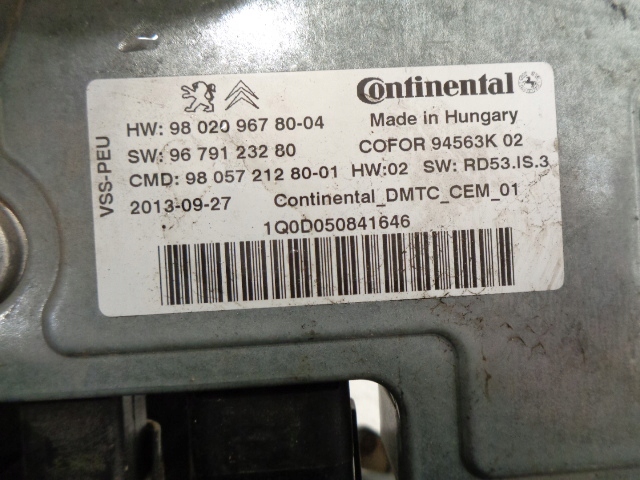 Continental
HW: 98 020 967 80-04
Made in Hungary
SW: 96 791 232 80
COFOR 94563K 02
CMD: 98 057 212 80-01
HW:02 SW: RD53.IS.3
2013-09-27
Continental_DMTC_CEM_01
1Q0D050841646
VSS-PEU